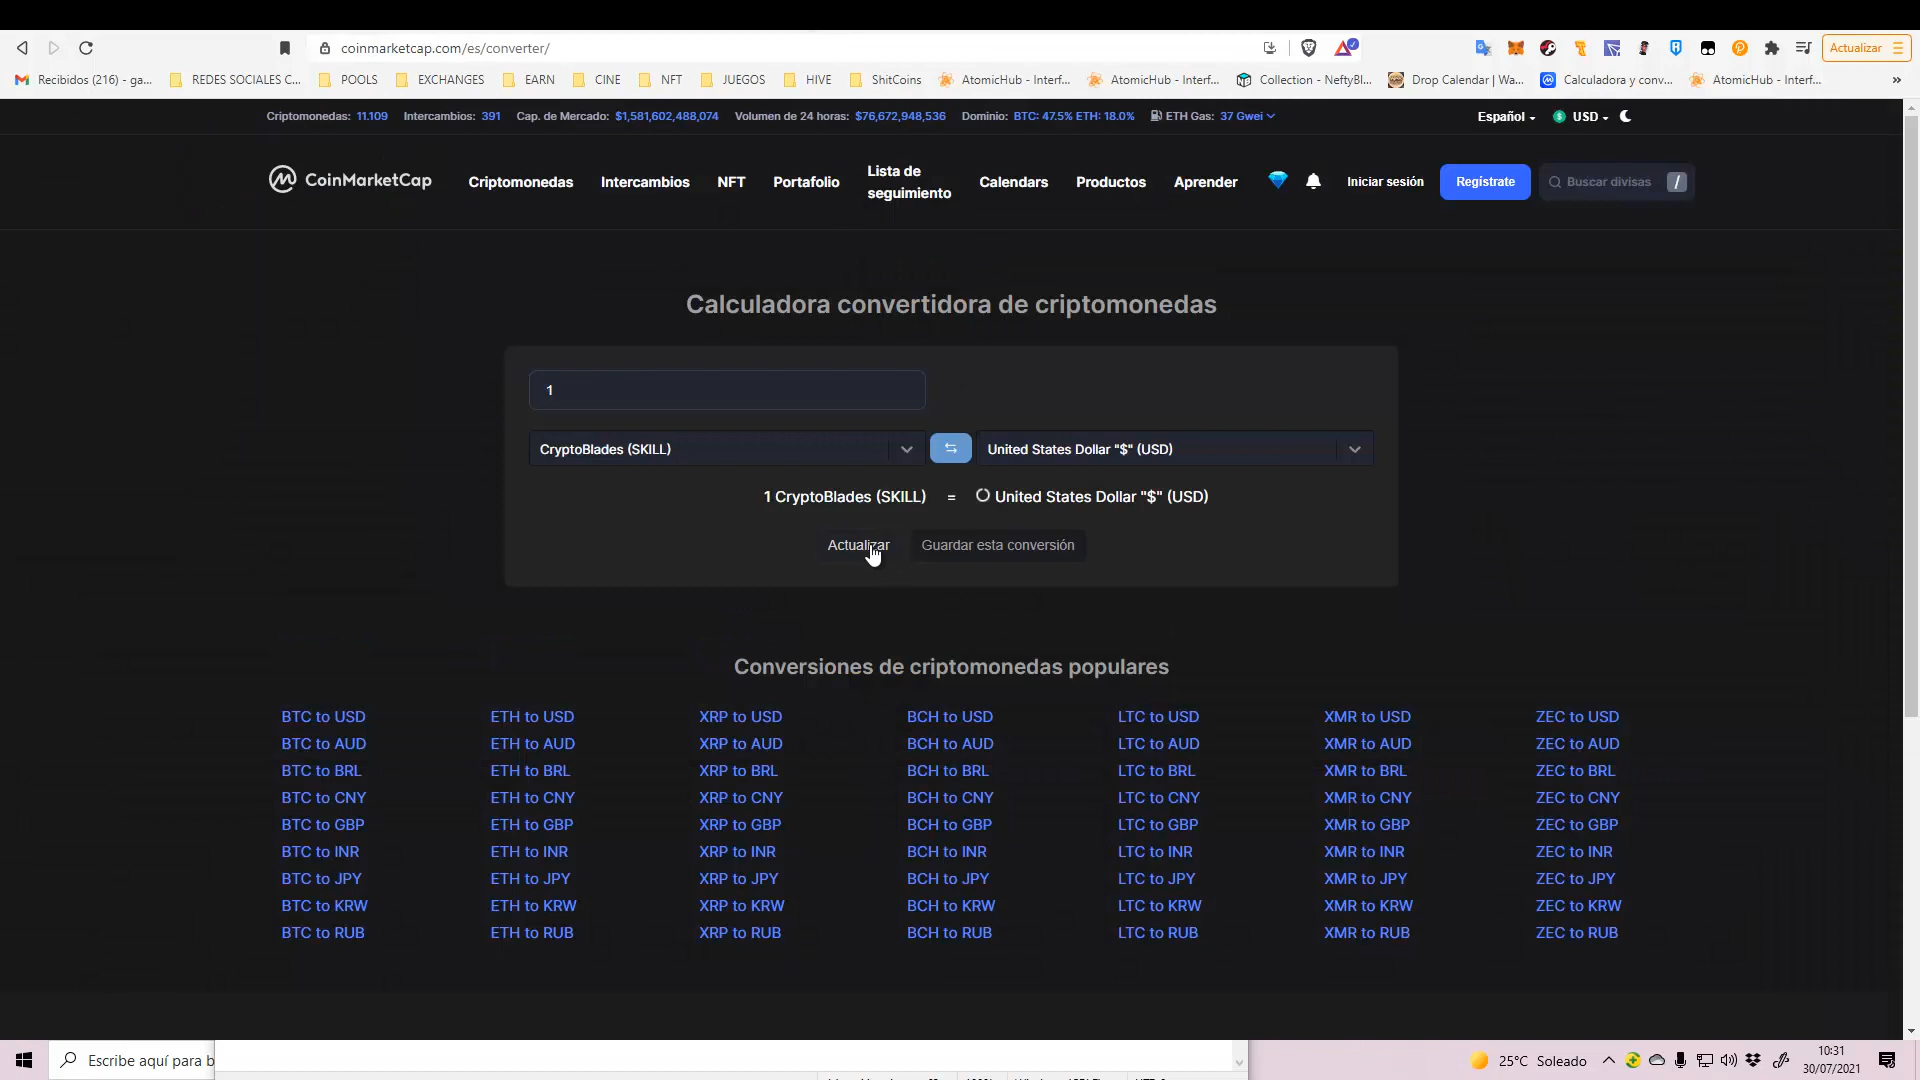 coinmarketcap.com/es/converter/
Actualizar
Recibidos (216) - ga...
REDES SOCIALES C...
POOLS
EXCHANGES
EARN
CINE
NFT
JUEGOS
HIVE
ShitCoins
AtomicHub - Interf...
AtomicHub - Interf...
Collection - NeftyBl...
Drop Calendar | Wa...
Calculadora y conv...
AtomicHub - Interf...
»
Criptomonedas: 11.109 Intercambios: 391 Cap. de Mercado: $1,581,602,488,074 Volumen de 24 horas: $76,672,948,536 Dominio: BTC: 47.5% ETH: 18.0% ETH Gas: 37 Gwei
Español
USD
CoinMarketCap
Criptomonedas
Intercambios
NFT
Portafolio
Lista de
seguimiento
Calendars
Productos
Aprender
Iniciar sesión
Regístrate
Buscar divisas
/
Calculadora convertidora de criptomonedas
1
CryptoBlades (SKILL)
United States Dollar "$" (USD)
1 CryptoBlades (SKILL) = United States Dollar "$" (USD)
Actualizar
Guardar esta conversión
Conversiones de criptomonedas populares
BTC to USD ETH to USD XRP to USD BCH to USD LTC to USD XMR to USD ZEC to USD
BTC to AUD ETH to AUD XRP to AUD BCH to AUD LTC to AUD XMR to AUD ZEC to AUD
BTC to BRL ETH to BRL XRP to BRL BCH to BRL LTC to BRL XMR to BRL ZEC to BRL
BTC to CNY ETH to CNY XRP to CNY BCH to CNY LTC to CNY XMR to CNY ZEC to CNY
BTC to GBP ETH to GBP XRP to GBP BCH to GBP LTC to GBP XMR to GBP ZEC to GBP
BTC to INR ETH to INR XRP to INR BCH to INR LTC to INR XMR to INR ZEC to INR
BTC to JPY ETH to JPY XRP to JPY BCH to JPY LTC to JPY XMR to JPY ZEC to JPY
BTC to KRW ETH to KRW XRP to KRW BCH to KRW LTC to KRW XMR to KRW ZEC to KRW
BTC to RUB ETH to RUB XRP to RUB BCH to RUB LTC to RUB XMR to RUB ZEC to RUB
Escribe aquí para b
25°C Soleado
10:31
30/07/2021